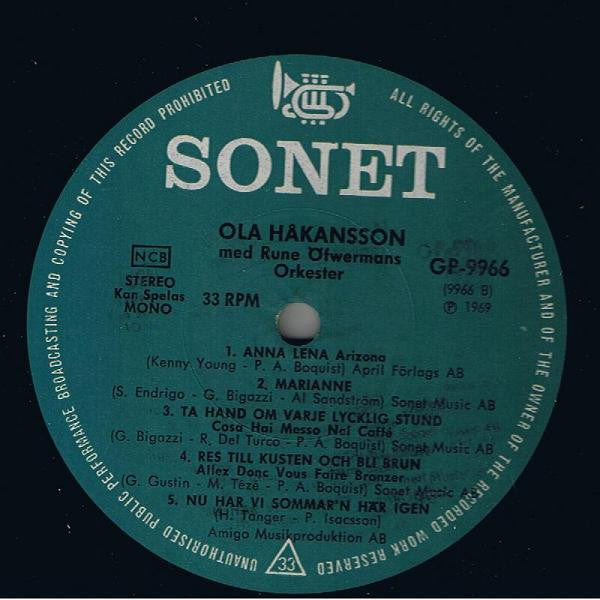 SONET
OLA HÅKANSSON
med Rune Öfwermans
Orkester
NCB
STEREO
Kan Spelas
MONO
33 RPM
GP-9966
(9966 B)
℗ 1969
1. ANNA LENA Arizona
(Kenny Young - P. A. Boquist) April Förlags AB
2. MARIANNE
(S. Endrigo - G. Bigazzi - Al Sandström) Sonet Music AB
3. TA HAND OM VARJE LYCKLIG STUND
Cosa Hai Messo Nel Caffé
(G. Bigazzi - R. Del Turco - P. A. Boquist) Sonet Music AB
4. RES TILL KUSTEN OCH BLI BRUN
Allez Donc Vous Faire Bronzer
(G. Gustin - M. Tézé - P. A. Boquist) Sonet Music AB
5. NU HAR VI SOMMAR'N HÄR IGEN
(H. Tanger - P. Isacsson)
Amigo Musikproduktion AB
33
ALL RIGHTS OF THE MANUFACTURER AND OF THE OWNER OF THE RECORDED WORK RESERVED
UNAUTHORISED PUBLIC PERFORMANCE BROADCASTING AND COPYING OF THIS RECORD PROHIBITED